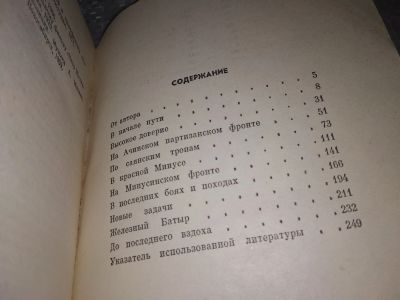 СОДЕРЖАНИЕ
От автора 5
В начале пути 8
Высокое доверие 31
На Ачинском партизанском фронте 51
По саянским тропам 73
В красной Минусе 111
На Минусинском фронте 141
В последних боях и походах 166
Новые задачи 194
Железный Батыр 211
До последнего вздоха 232
Указатель использованной литературы 249